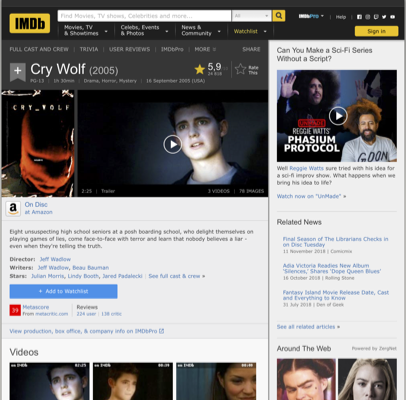 IMDb
Find Movies, TV shows, Celebrities and more...
All
IMDbPro
Help
Movies, TV
& Showtimes
Celebs, Events
& Photos
News &
Community
Watchlist
Sign in
FULL CAST AND CREW | TRIVIA | USER REVIEWS | IMDbPro | MORE
SHARE
Cry Wolf (2005)
PG-13 | 1h 30min | Drama, Horror, Mystery | 16 September 2005 (USA)
5,9
Rate
This
CRY_WOLF
2:25 | Trailer
3 VIDEOS | 78 IMAGES
On Disc
at Amazon
Eight unsuspecting high school seniors at a posh boarding school, who delight themselves on
playing games of lies, come face-to-face with terror and learn that nobody believes a liar -
even when they're telling the truth.
Director: Jeff Wadlow
Writers: Jeff Wadlow, Beau Bauman
Stars: Julian Morris, Lindy Booth, Jared Padalecki | See full cast & crew »
+ Add to Watchlist
39
Metascore
From metacritic.com
Reviews
224 user | 138 critic
View production, box office, & company info on IMDbPro
Videos
Can You Make a Sci-Fi Series
Without a Script?
REGGIE WATTS'
PHASIUM
PROTOCOL
Well Reggie Watts sure tried with his idea for
a sci-fi improv show. What happens when we
bring his idea to life?
Watch now on "UnMade" »
Related News
Final Season of The Librarians Checks in
on Disc Tuesday
11 November 2018 | Comicmix
Adia Victoria Readies New Album
'Silences,' Shares 'Dope Queen Blues'
16 October 2018 | Rolling Stone
Fantasy Island Movie Release Date, Cast
and Everything to Know
31 July 2018 | Den of Geek
See all related articles »
Around The Web
Powered by ZergNet